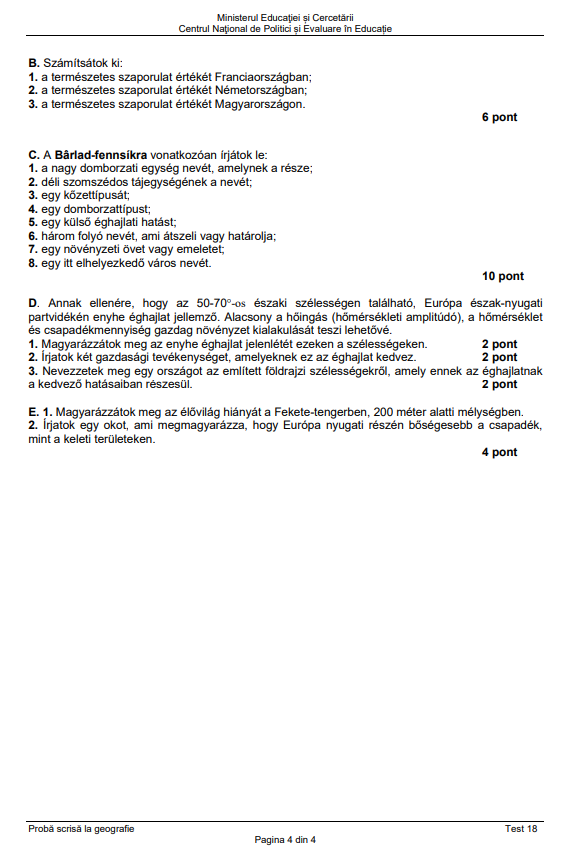 Ministerul Educaţiei și Cercetării
Centrul Naţional de Politici și Evaluare în Educație
B. Számítsátok ki:
1. a természetes szaporulat értékét Franciaországban;
2. a természetes szaporulat értékét Németországban;
3. a természetes szaporulat értékét Magyarországon.
6 pont
C. A Bârlad-fennsíkra vonatkozóan írjátok le:
1. a nagy domborzati egység nevét, amelynek a része;
2. déli szomszédos tájegységének a nevét;
3. egy kőzettípusát;
4. egy domborzattípust;
5. egy külső éghajlati hatást;
6. három folyó nevét, ami átszeli vagy határolja;
7. egy növényzeti övet vagy emeletet;
8. egy itt elhelyezkedő város nevét.
10 pont
D. Annak ellenére, hogy az 50-70°-os északi szélességen található, Európa észak-nyugati
partvidékén enyhe éghajlat jellemző. Alacsony a hőingás (hőmérsékleti amplitúdó), a hőmérséklet
és csapadékmennyiség gazdag növényzet kialakulását teszi lehetővé.
1. Magyarázzátok meg az enyhe éghajlat jelenlétét ezeken a szélességeken. 2 pont
2. Írjatok két gazdasági tevékenységet, amelyeknek ez az éghajlat kedvez. 2 pont
3. Nevezzetek meg egy országot az említett földrajzi szélességekről, amely ennek az éghajlatnak
a kedvező hatásaiban részesül. 2 pont
E. 1. Magyarázzátok meg az élővilág hiányát a Fekete-tengerben, 200 méter alatti mélységben.
2. Írjatok egy okot, ami megmagyarázza, hogy Európa nyugati részén bőségesebb a csapadék,
mint a keleti területeken.
4 pont
Probă scrisă la geografie Test 18
Pagina 4 din 4